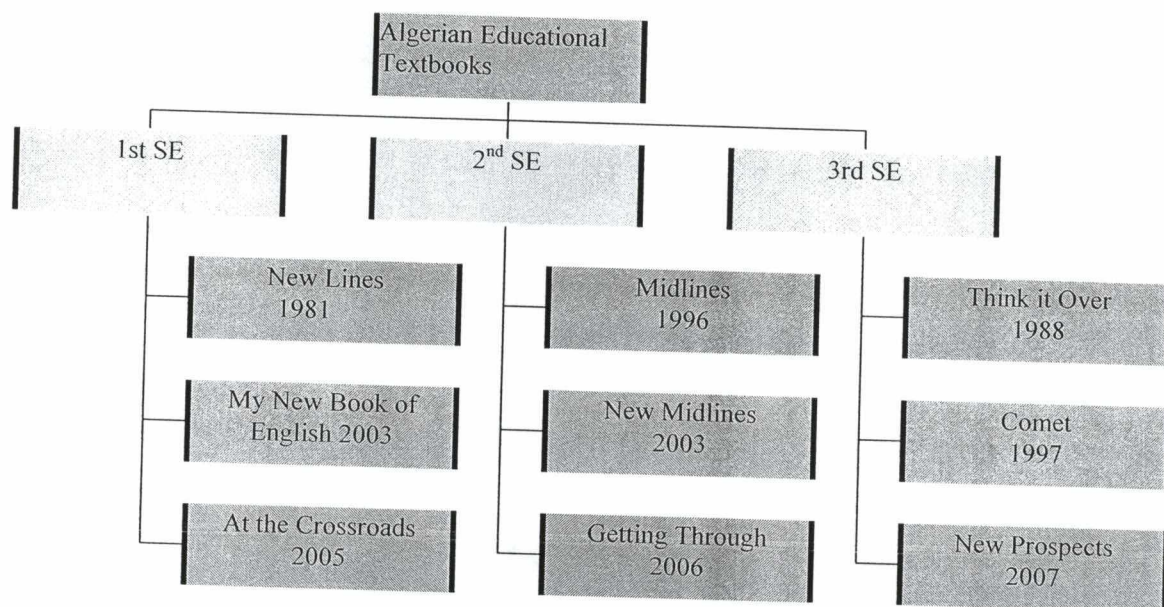 Algerian Educational
Textbooks
1st SE
2nd SE
3rd SE
New Lines
1981
My New Book of
English 2003
At the Crossroads
2005
Midlines
1996
New Midlines
2003
Getting Through
2006
Think it Over
1988
Comet
1997
New Prospects
2007